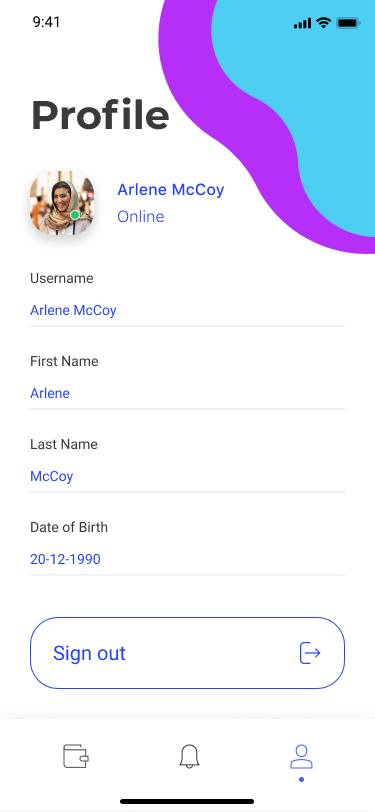 9:41
Profile
Arlene McCoy
Online
Username
Arlene McCoy
First Name
Arlene
Last Name
McCoy
Date of Birth
20-12-1990
Sign out